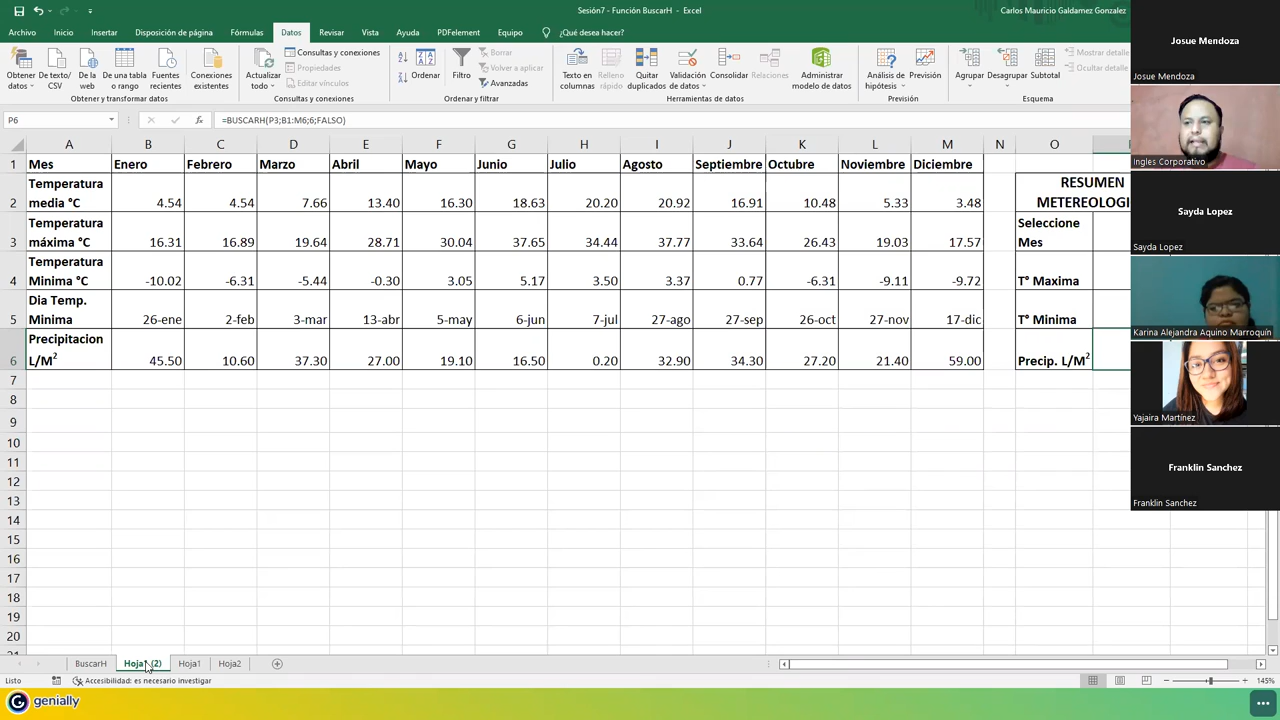 Sesión7 - Función BuscarH - Excel
Carlos Mauricio Galdamez Gonzalez
Archivo Inicio Insertar Disposición de página Fórmulas Datos Revisar Vista Ayuda PDFelement Equipo ¿Qué desea hacer?
Obtener datos
De texto/CSV
De la web
De una tabla o rango
Fuentes recientes
Conexiones existentes
Actualizar todo
Consultas y conexiones
Propiedades
Editar vínculos
Ordenar
Filtro
Borrar
Volver a aplicar
Avanzadas
Texto en columnas
Relleno rápido
Quitar duplicados
Validación de datos
Consolidar
Relaciones
Administrar modelo de datos
Análisis de hipótesis
Previsión
Agrupar
Desagrupar
Subtotal
Mostrar detalle
Ocultar detalle
Obtener y transformar datos
Consultas y conexiones
Ordenar y filtrar
Herramientas de datos
Previsión
Esquema
P6 fx =BUSCARH(P3;B1:M6;6;FALSO)
A B C D E F G H I J K L M N O
1 Mes Enero Febrero Marzo Abril Mayo Junio Julio Agosto Septiembre Octubre Noviembre Diciembre
2 Temperatura media °C 4.54 4.54 7.66 13.40 16.30 18.63 20.20 20.92 16.91 10.48 5.33 3.48 RESUMEN METEREOLOGI
3 Temperatura máxima °C 16.31 16.89 19.64 28.71 30.04 37.65 34.44 37.77 33.64 26.43 19.03 17.57 Seleccione Mes
4 Temperatura Minima °C -10.02 -6.31 -5.44 -0.30 3.05 5.17 3.50 3.37 0.77 -6.31 -9.11 -9.72 T° Maxima
5 Dia Temp. Minima 26-ene 2-feb 3-mar 13-abr 5-may 6-jun 7-jul 27-ago 27-sep 26-oct 27-nov 17-dic T° Minima
6 Precipitacion L/M² 45.50 10.60 37.30 27.00 19.10 16.50 0.20 32.90 34.30 27.20 21.40 59.00 Precip. L/M²
7
8
9
10
11
12
13
14
15
16
17
18
19
20
21
BuscarH Hoja1 (2) Hoja1 Hoja2
Listo Accesibilidad: es necesario investigar 145%
genially
Josue Mendoza
Josue Mendoza
Ingles Corporativo
Sayda Lopez
Sayda Lopez
Karina Alejandra Aquino Marroquín
Yajaira Martínez
Franklin Sanchez
Franklin Sanchez